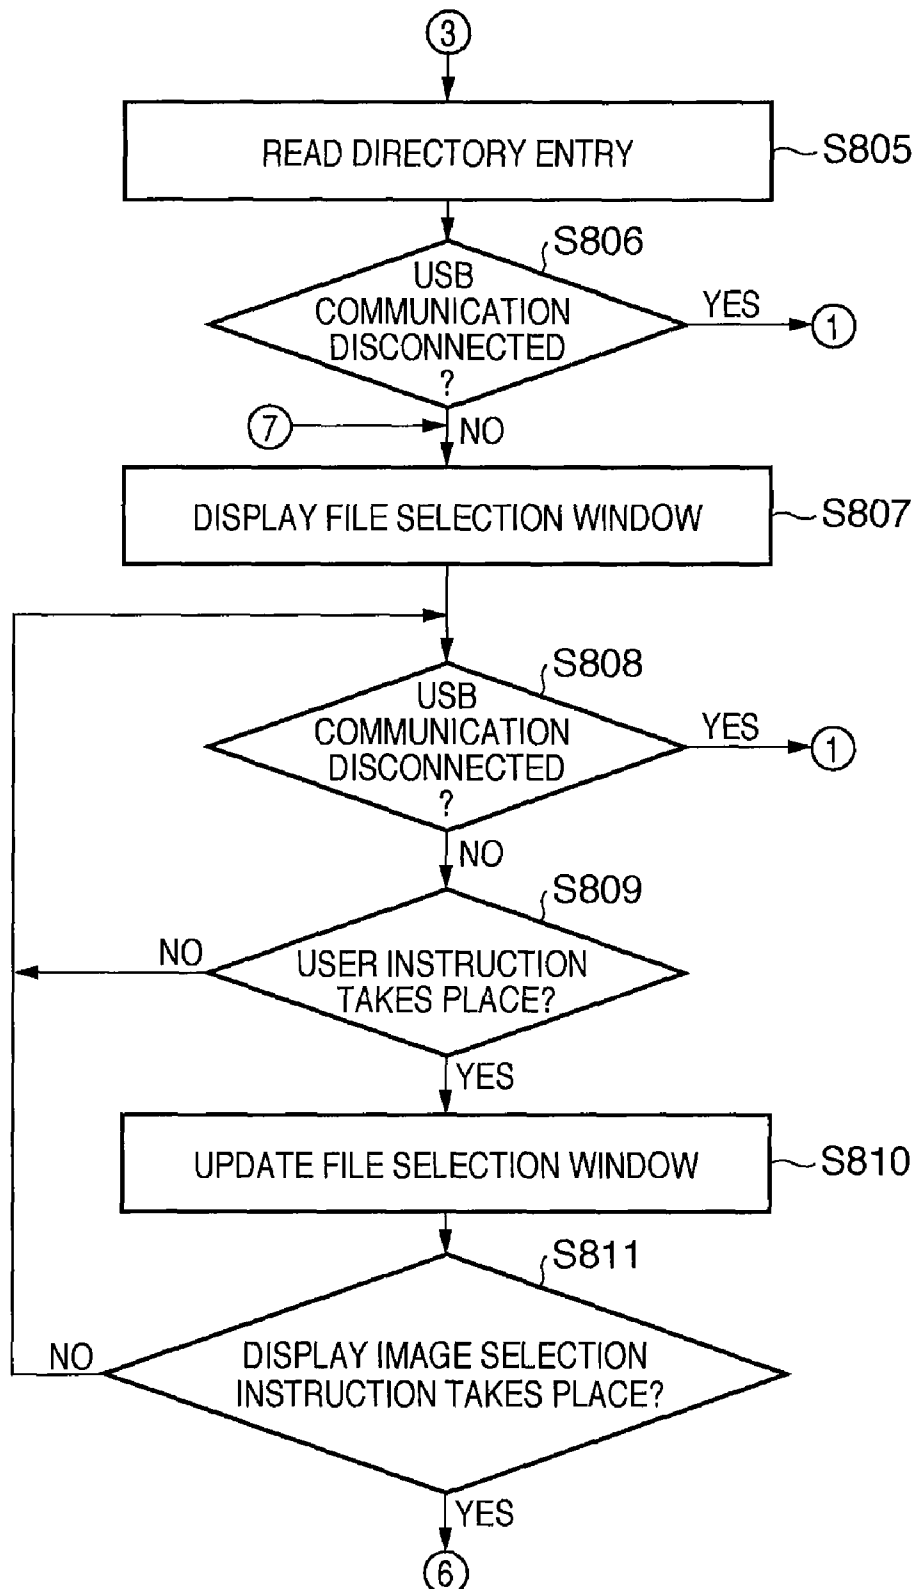 3
READ DIRECTORY ENTRY
S805
S806
USB
COMMUNICATION
DISCONNECTED
?
YES
1
7
NO
DISPLAY FILE SELECTION WINDOW
S807
S808
USB
COMMUNICATION
DISCONNECTED
?
YES
1
NO
S809
USER INSTRUCTION
TAKES PLACE?
NO
YES
UPDATE FILE SELECTION WINDOW
S810
S811
DISPLAY IMAGE SELECTION
INSTRUCTION TAKES PLACE?
NO
YES
6